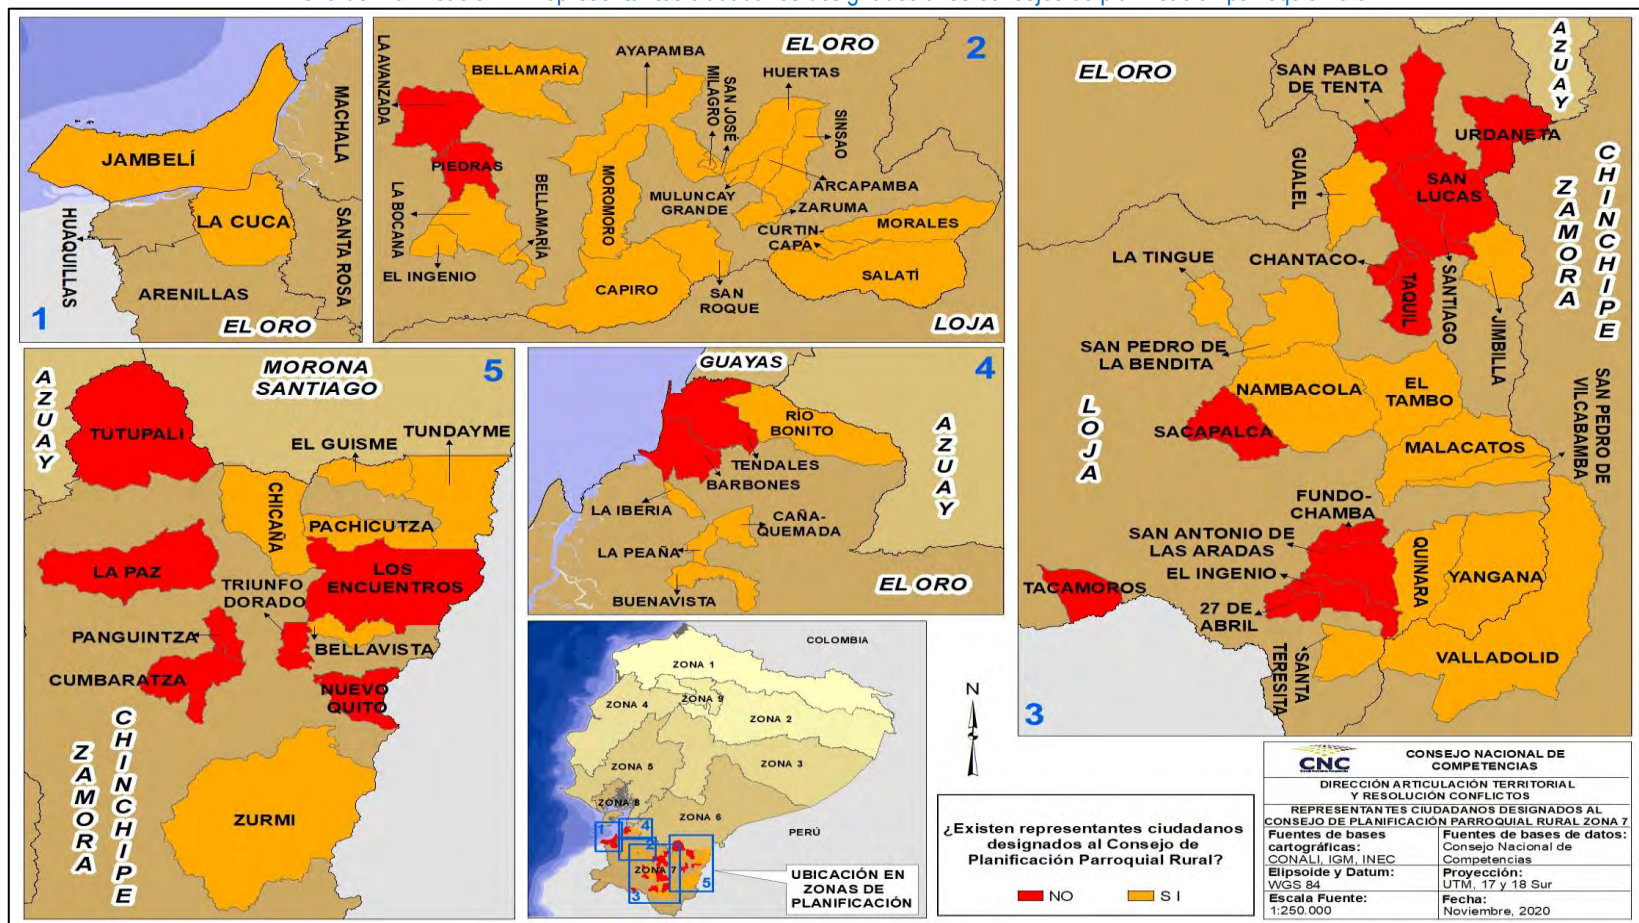 JAMBELÍ
MACHALA
HUAQUILLAS
LA CUCA
SANTA ROSA
ARENILLAS
EL ORO
1
LA AVANZADA
BELLAMARÍA
AYAPAMBA
EL ORO
2
SAN JOSÉ
MILAGRO
HUERTAS
SINSAO
PIEDRAS
LA BOCANA
BELLAMARÍA
MOROMORO
MULUNCAY
GRANDE
ARCAPAMBA
ZARUMA
CURTIN-
CAPA
MORALES
EL INGENIO
CAPIRO
SAN
ROQUE
SALATÍ
LOJA
EL ORO
AZUAY
SAN PABLO
DE TENTA
URDANETA
GUALEL
SAN
LUCAS
ZAMORA
CHINCHIPE
LA TINGUE
CHANTACO
TAQUIL
SANTIAGO
JIMBILLA
SAN PEDRO DE
LA BENDITA
NAMBACOLA
EL
TAMBO
SAN PEDRO DE
VILCABAMBA
LOJA
SACAPALCA
MALACATOS
FUNDO-
CHAMBA
SAN ANTONIO DE
LAS ARADAS
EL INGENIO
TACAMOROS
27 DE
ABRIL
QUINARA
YANGANA
SANTA
TERESITA
VALLADOLID
3
AZUAY
MORONA
SANTIAGO
5
TUTUPALI
EL GUISME
TUNDAYME
CHICAÑA
PACHICUTZA
LA PAZ
LOS
ENCUENTROS
TRIUNFO
DORADO
PANGUINTZA
BELLAVISTA
CUMBARATZA
NUEVO
QUITO
ZAMORA
CHINCHIPE
ZURMI
GUAYAS
4
RÍO
BONITO
AZUAY
TENDALES
BARBONES
LA IBERIA
CAÑA-
QUEMADA
LA PEAÑA
EL ORO
BUENAVISTA
COLOMBIA
ZONA 1
ZONA 9
ZONA 4
ZONA 2
ZONA 5
ZONA 3
ZONA 8
ZONA 6
PERÚ
1
4
2
ZONA 7
3
5
UBICACIÓN EN
ZONAS DE
PLANIFICACIÓN
N
¿Existen representantes ciudadanos
designados al Consejo de
Planificación Parroquial Rural?
NO
S I
CNC
CONSEJO NACIONAL DE
COMPETENCIAS
DIRECCIÓN ARTICULACIÓN TERRITORIAL
Y RESOLUCIÓN CONFLICTOS
REPRESENTANTES CIUDADANOS DESIGNADOS AL
CONSEJO DE PLANIFICACIÓN PARROQUIAL RURAL ZONA 7
Fuentes de bases
cartográficas:
CONALI, IGM, INEC
Fuentes de bases de datos:
Consejo Nacional de
Competencias
Elipsoide y Datum:
WGS 84
Proyección:
UTM, 17 y 18 Sur
Escala Fuente:
1:250.000
Fecha:
Noviembre, 2020